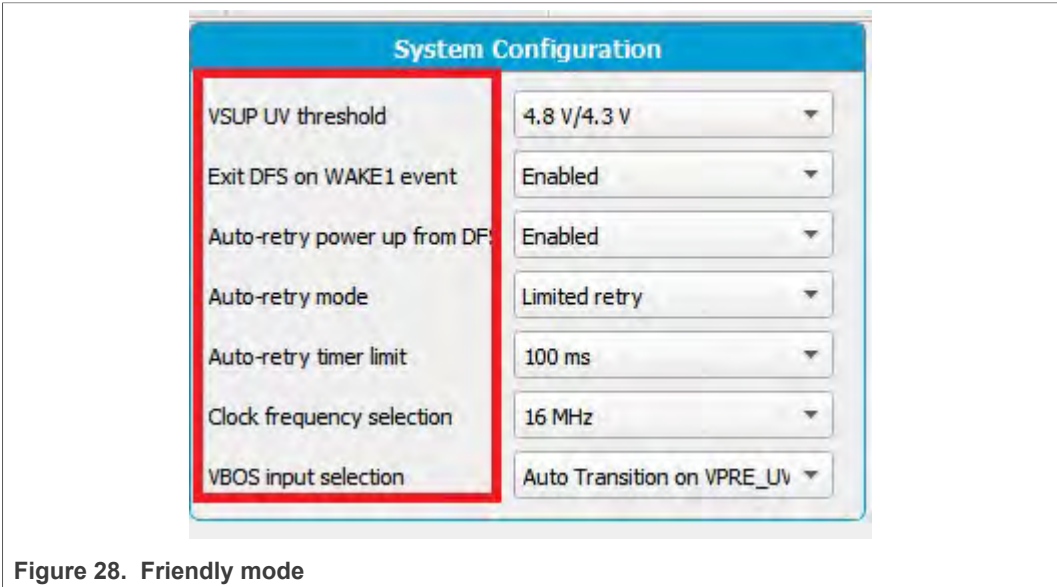 System Configuration
VSUP UV threshold 4.8 V/4.3 V
Exit DFS on WAKE1 event Enabled
Auto-retry power up from DFS Enabled
Auto-retry mode Limited retry
Auto-retry timer limit 100 ms
Clock frequency selection 16 MHz
VBOS input selection Auto Transition on VPRE_UV
Figure 28. Friendly mode